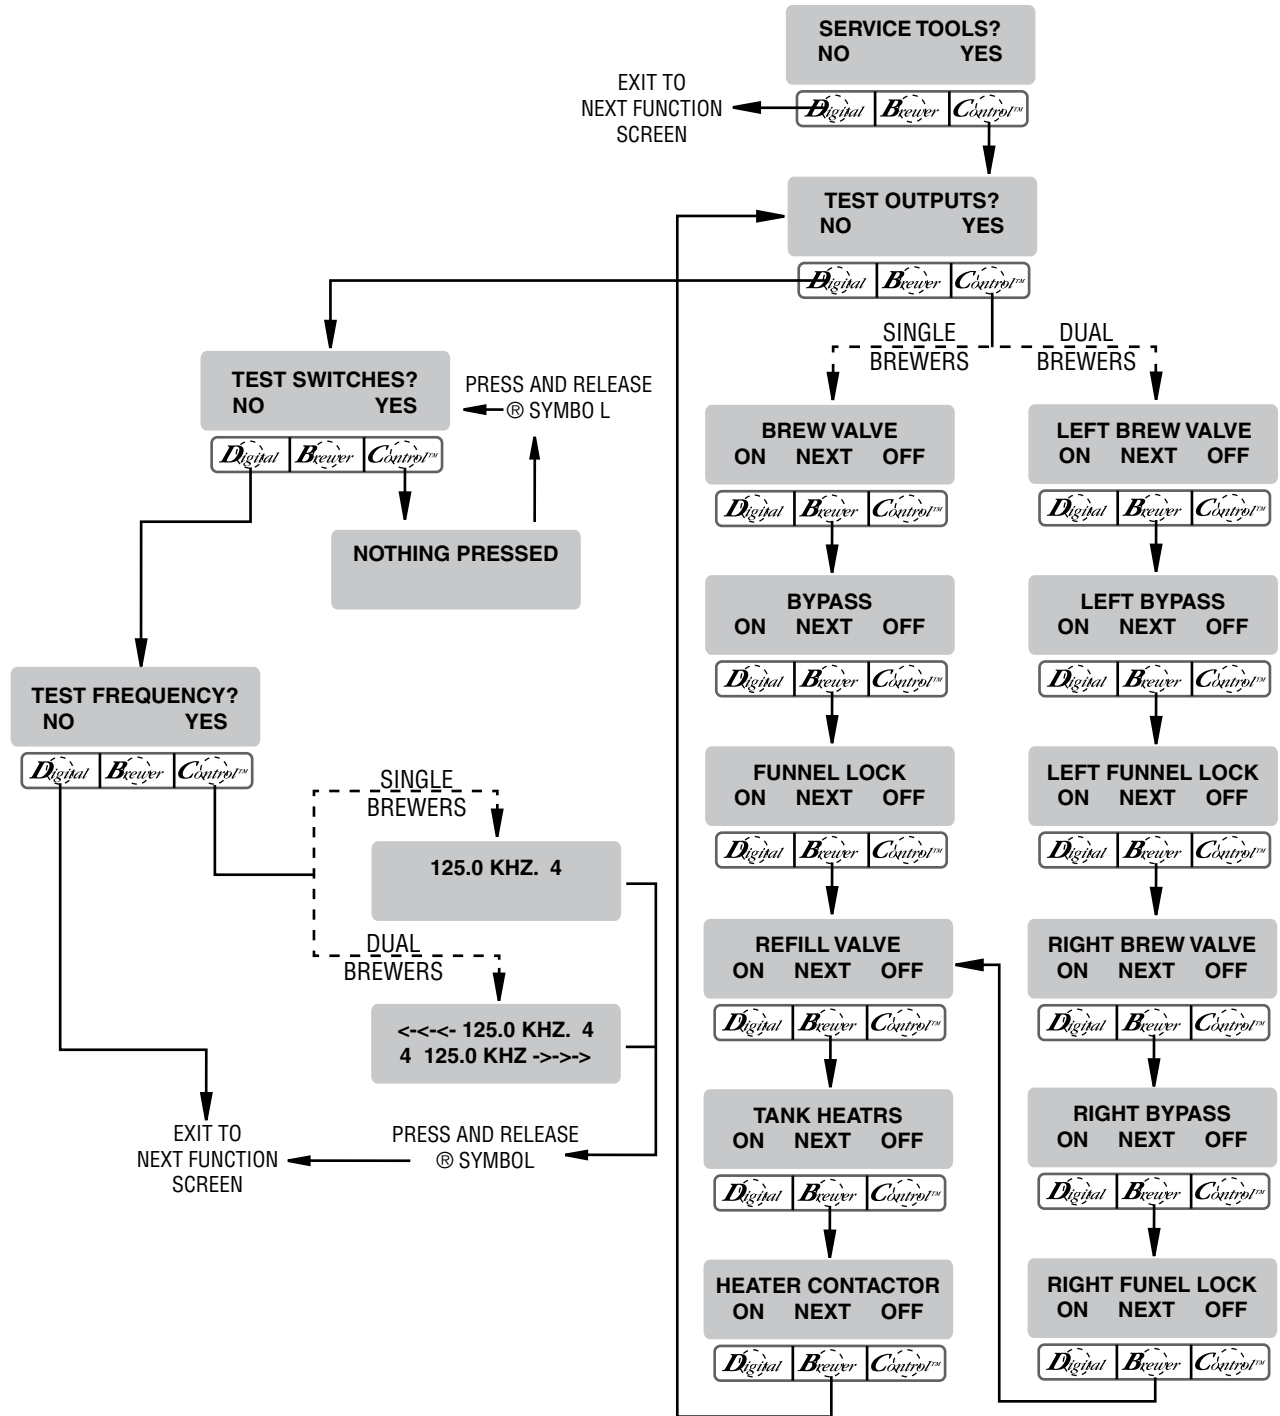 SERVICE TOOLS?
NO YES
EXIT TO
NEXT FUNCTION
SCREEN
Digital Brewer Control™
TEST OUTPUTS?
NO YES
Digital Brewer Control™
SINGLE
BREWERS
DUAL
BREWERS
TEST SWITCHES?
NO YES
PRESS AND RELEASE
® SYMBO L
Digital Brewer Control™
NOTHING PRESSED
TEST FREQUENCY?
NO YES
Digital Brewer Control™
SINGLE
BREWERS
125.0 KHZ. 4
DUAL
BREWERS
<-<-<- 125.0 KHZ. 4
4 125.0 KHZ ->->->
EXIT TO
NEXT FUNCTION
SCREEN
PRESS AND RELEASE
® SYMBOL
BREW VALVE
ON NEXT OFF
Digital Brewer Control™
BYPASS
ON NEXT OFF
Digital Brewer Control™
FUNNEL LOCK
ON NEXT OFF
Digital Brewer Control™
REFILL VALVE
ON NEXT OFF
Digital Brewer Control™
TANK HEATRS
ON NEXT OFF
Digital Brewer Control™
HEATER CONTACTOR
ON NEXT OFF
Digital Brewer Control™
LEFT BREW VALVE
ON NEXT OFF
Digital Brewer Control™
LEFT BYPASS
ON NEXT OFF
Digital Brewer Control™
LEFT FUNNEL LOCK
ON NEXT OFF
Digital Brewer Control™
RIGHT BREW VALVE
ON NEXT OFF
Digital Brewer Control™
RIGHT BYPASS
ON NEXT OFF
Digital Brewer Control™
RIGHT FUNEL LOCK
ON NEXT OFF
Digital Brewer Control™